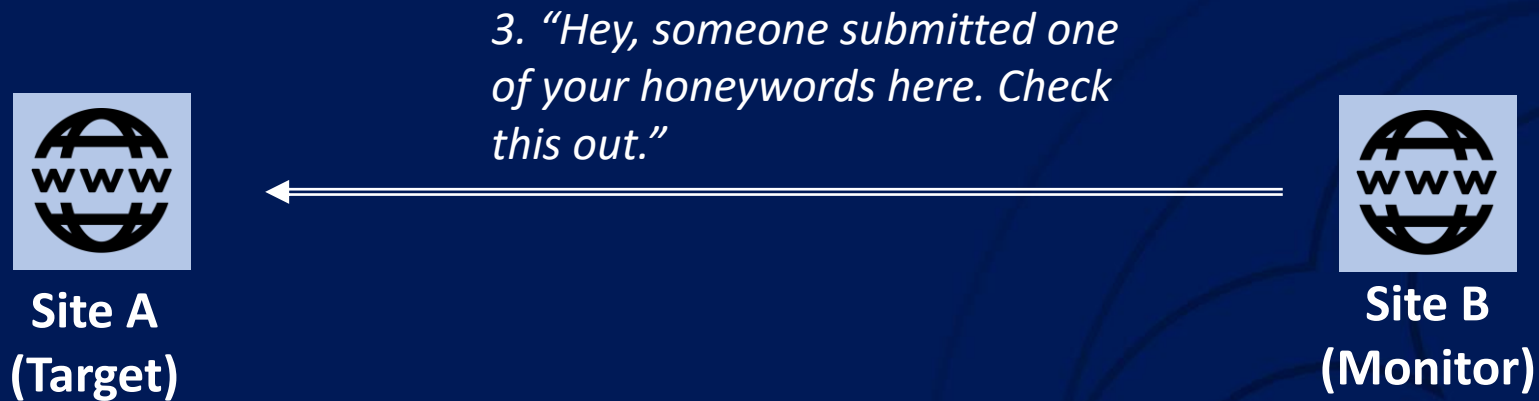 3. “Hey, someone submitted one
of your honeywords here. Check
this out.”
WWW
WWW
Site A
(Target)
Site B
(Monitor)